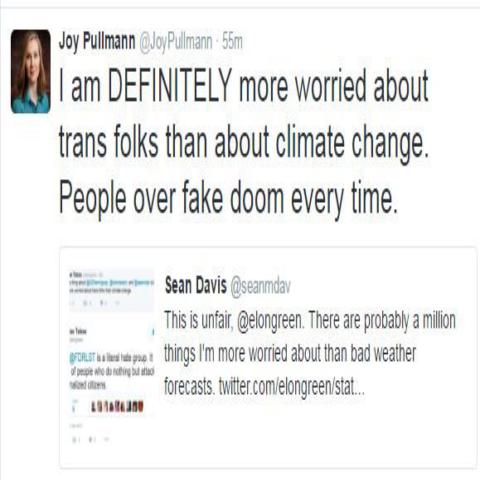 Joy Pullmann @JoyPullmann · 55m
I am DEFINITELY more worried about
trans folks than about climate change.
People over fake doom every time.
Sean Davis @seanmdav
This is unfair, @elongreen. There are probably a million
things I'm more worried about than bad weather
forecasts. twitter.com/elongreen/stat...
@FDRLST is a literal hate group. It
of people who do nothing but attack
nalized citizens